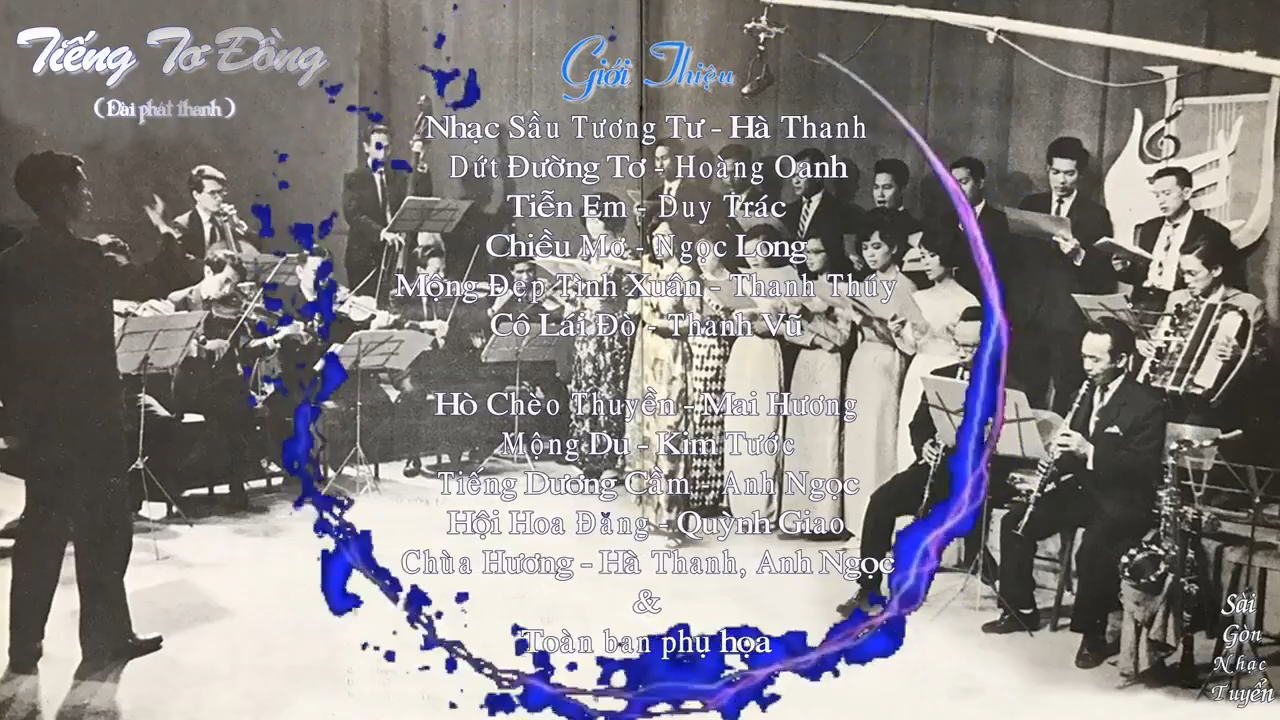 Tiếng Tơ Đồng
(Đài phát thanh)
Giới Thiệu
Nhạc Sầu Tương Tư - Hà Thanh
Dứt Đường Tơ - Hoàng Oanh
Tiễn Em - Duy Trác
Chiều Mơ - Ngọc Long
Mộng Đẹp Tình Xuân - Thanh Thúy
Cô Lái Đò - Thanh Vũ
Hò Chèo Thuyền - Mai Hương
Mộng Du - Kim Tước
Tiếng Dương Cầm - Anh Ngọc
Hội Hoa Đăng - Quỳnh Giao
Chùa Hương - Hà Thanh, Anh Ngọc
&
Toàn ban phụ họa
Sài
Gòn
Nhạc
Tuyển